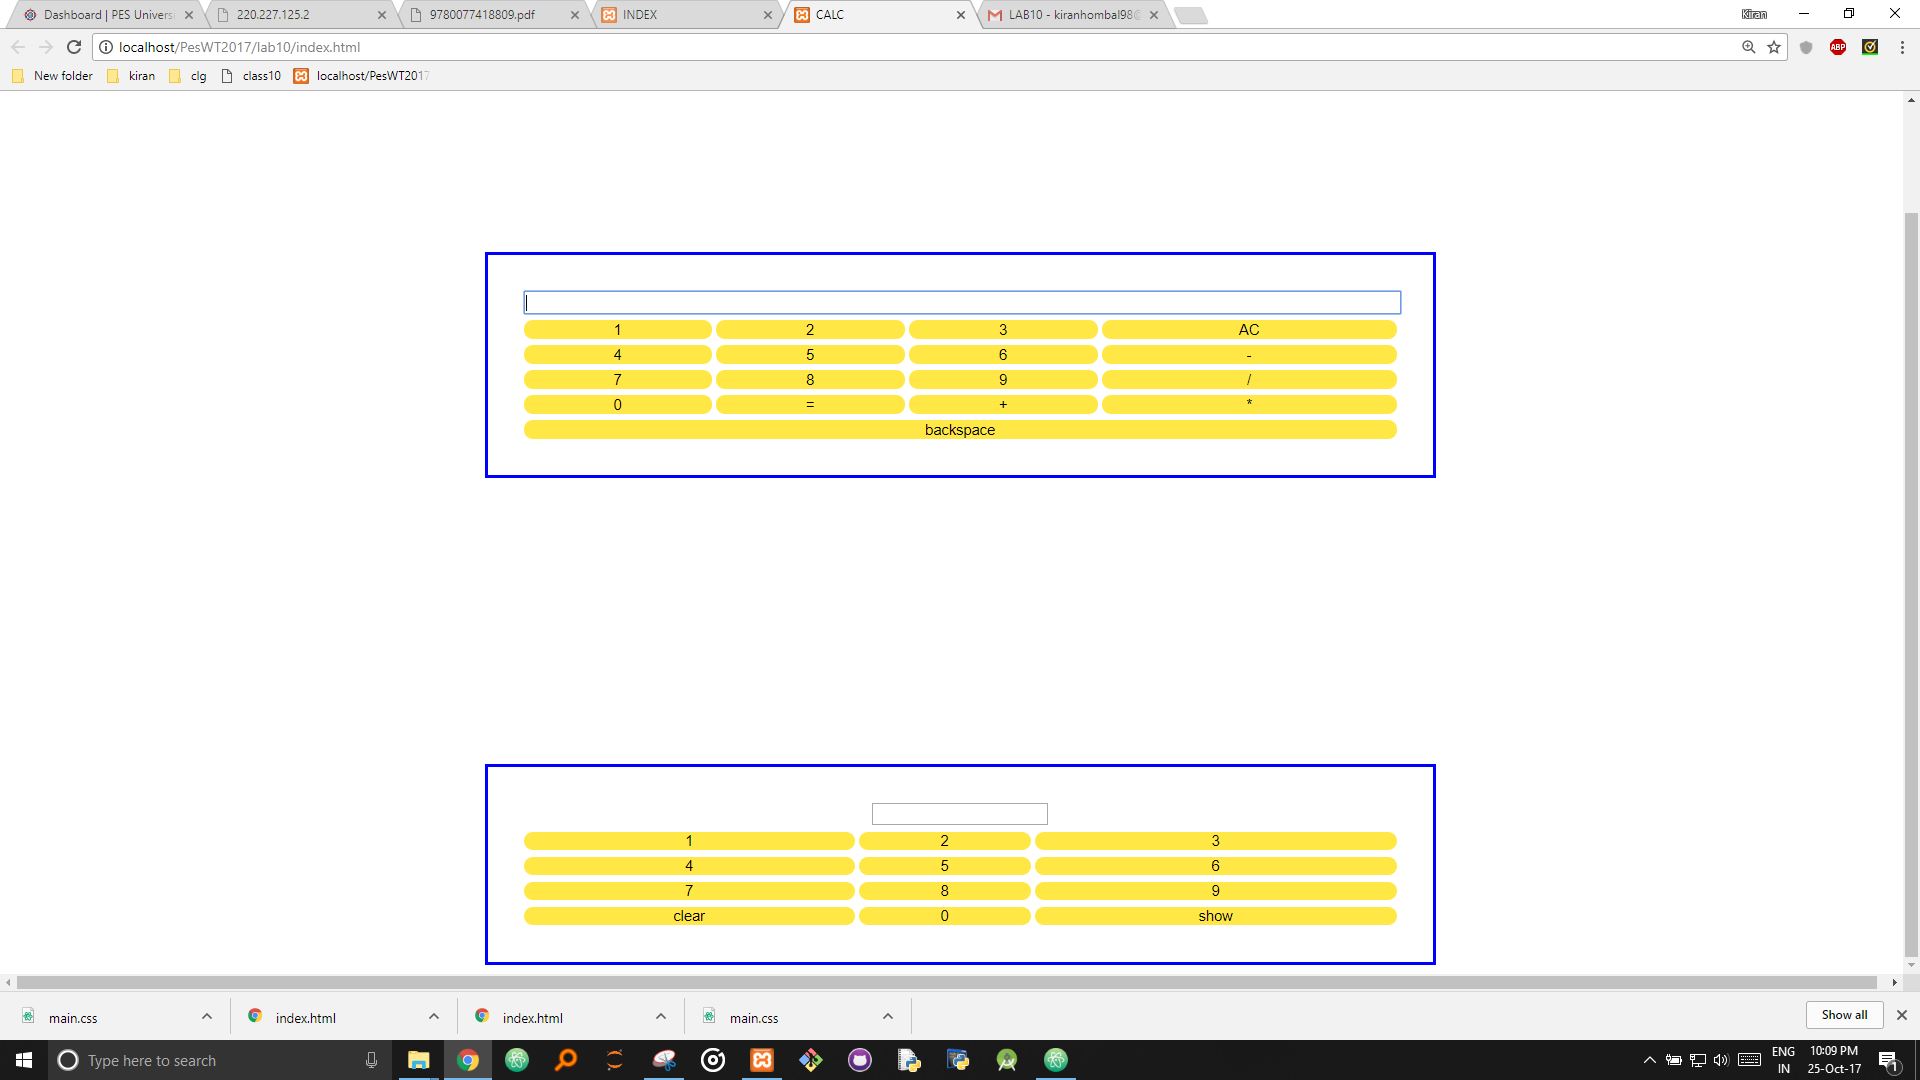 Dashboard | PES Univers
220.227.125.2
9780077418809.pdf
INDEX
CALC
LAB10 - kiranhombal98@
Kiran
localhost/PesWT2017/lab10/index.html
ABP
New folder
kiran
clg
class10
localhost/PesWT2017
1 2 3 AC
4 5 6 -
7 8 9 /
0 = + *
backspace
1 2 3
4 5 6
7 8 9
clear 0 show
main.css
index.html
index.html
main.css
Show all
Type here to search
ENG
IN
10:09 PM
25-Oct-17
1